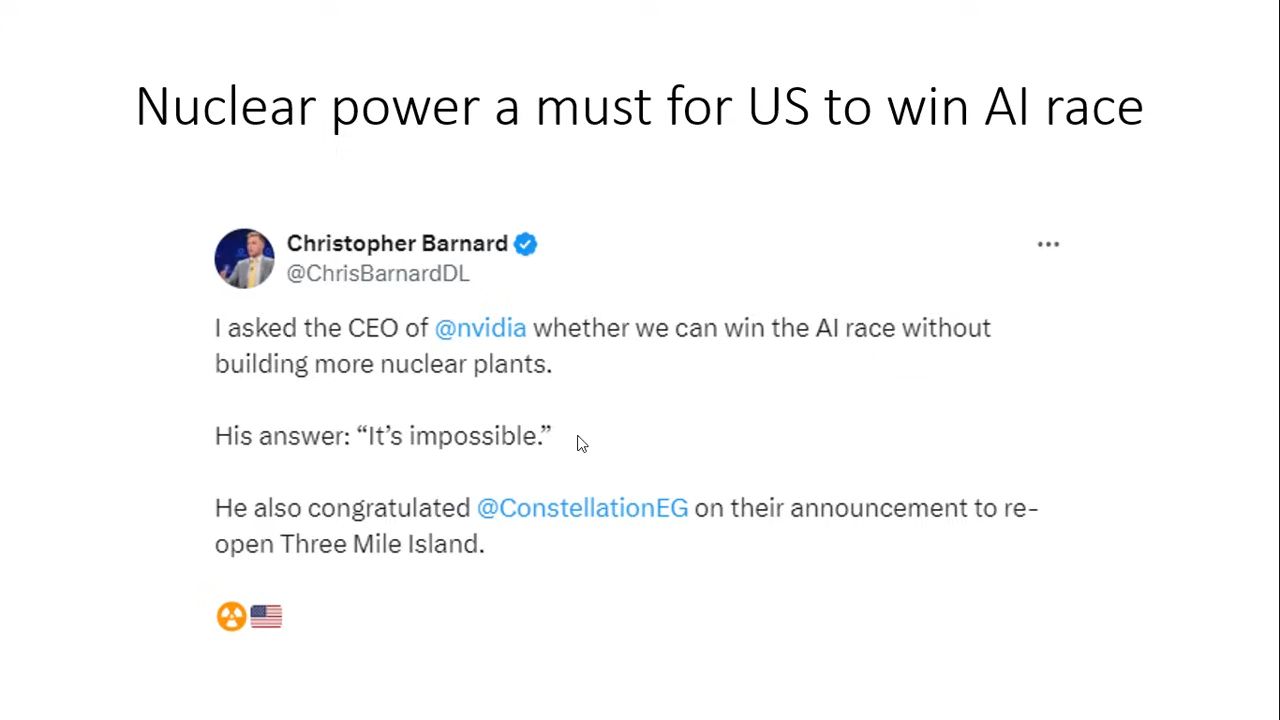 Nuclear power a must for US to win AI race
Christopher Barnard
@ChrisBarnardDL
I asked the CEO of @nvidia whether we can win the AI race without
building more nuclear plants.
His answer: “It’s impossible.”
He also congratulated @ConstellationEG on their announcement to re-
open Three Mile Island.